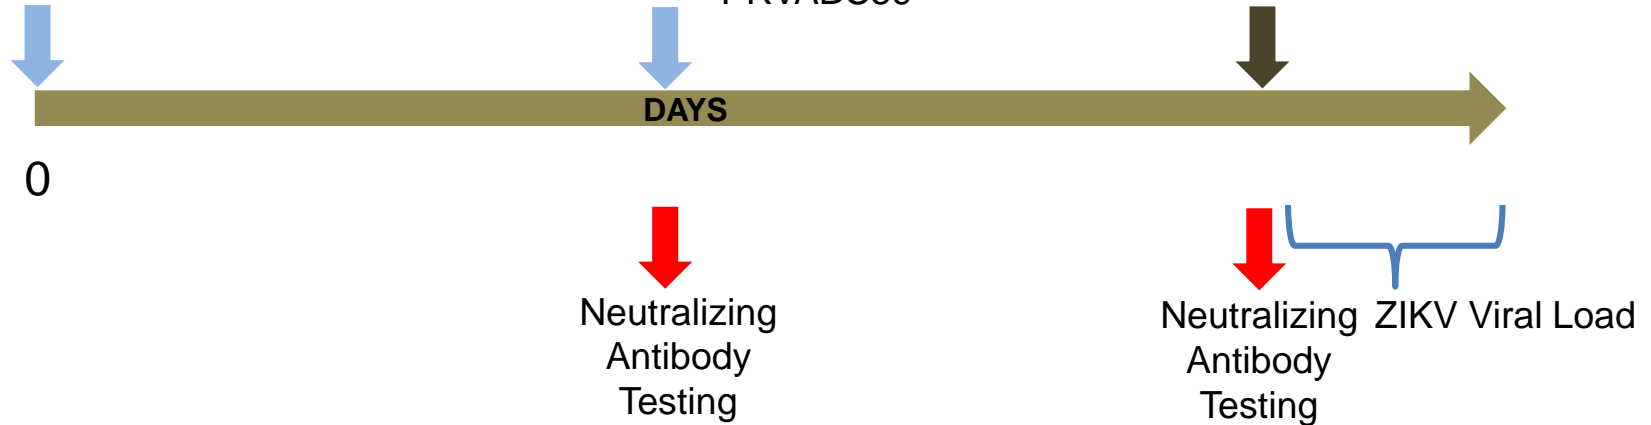 DAYS
0
Neutralizing
Antibody
Testing
Neutralizing
Antibody
Testing
ZIKV Viral Load